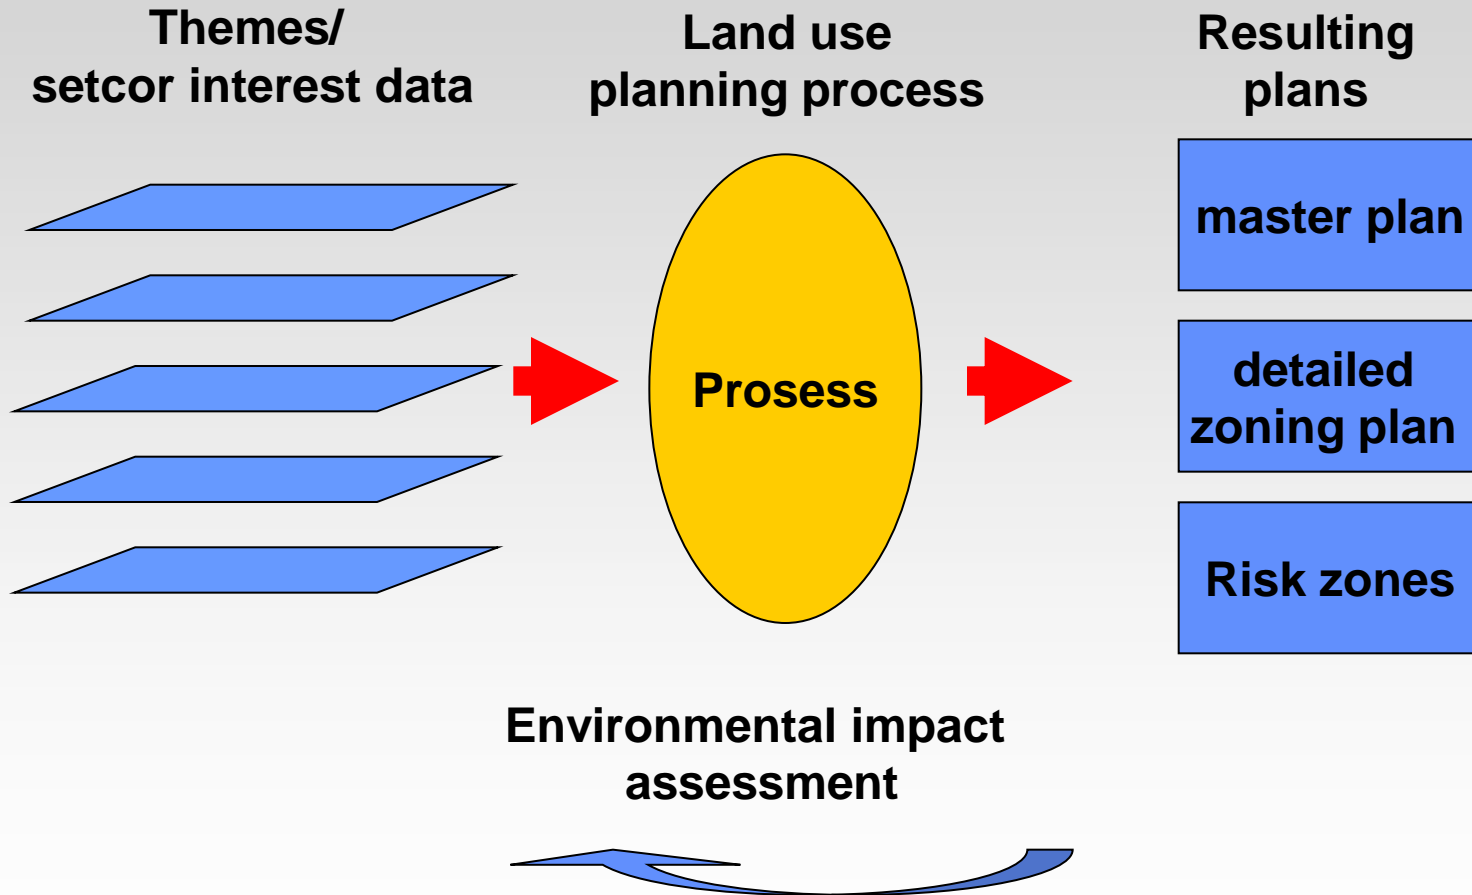 Themes/
setcor interest data
Land use
planning process
Resulting
plans
master plan
detailed
zoning plan
Prosess
Risk zones
Environmental impact
assessment